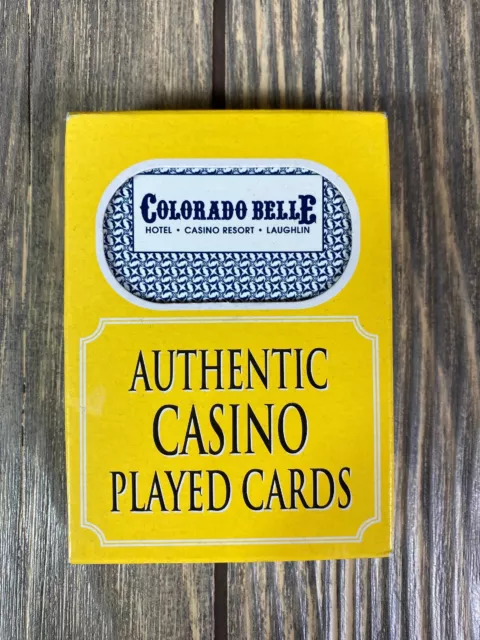 COLORADO BELLE
HOTEL • CASINO RESORT • LAUGHLIN
AUTHENTIC
CASINO
PLAYED CARDS